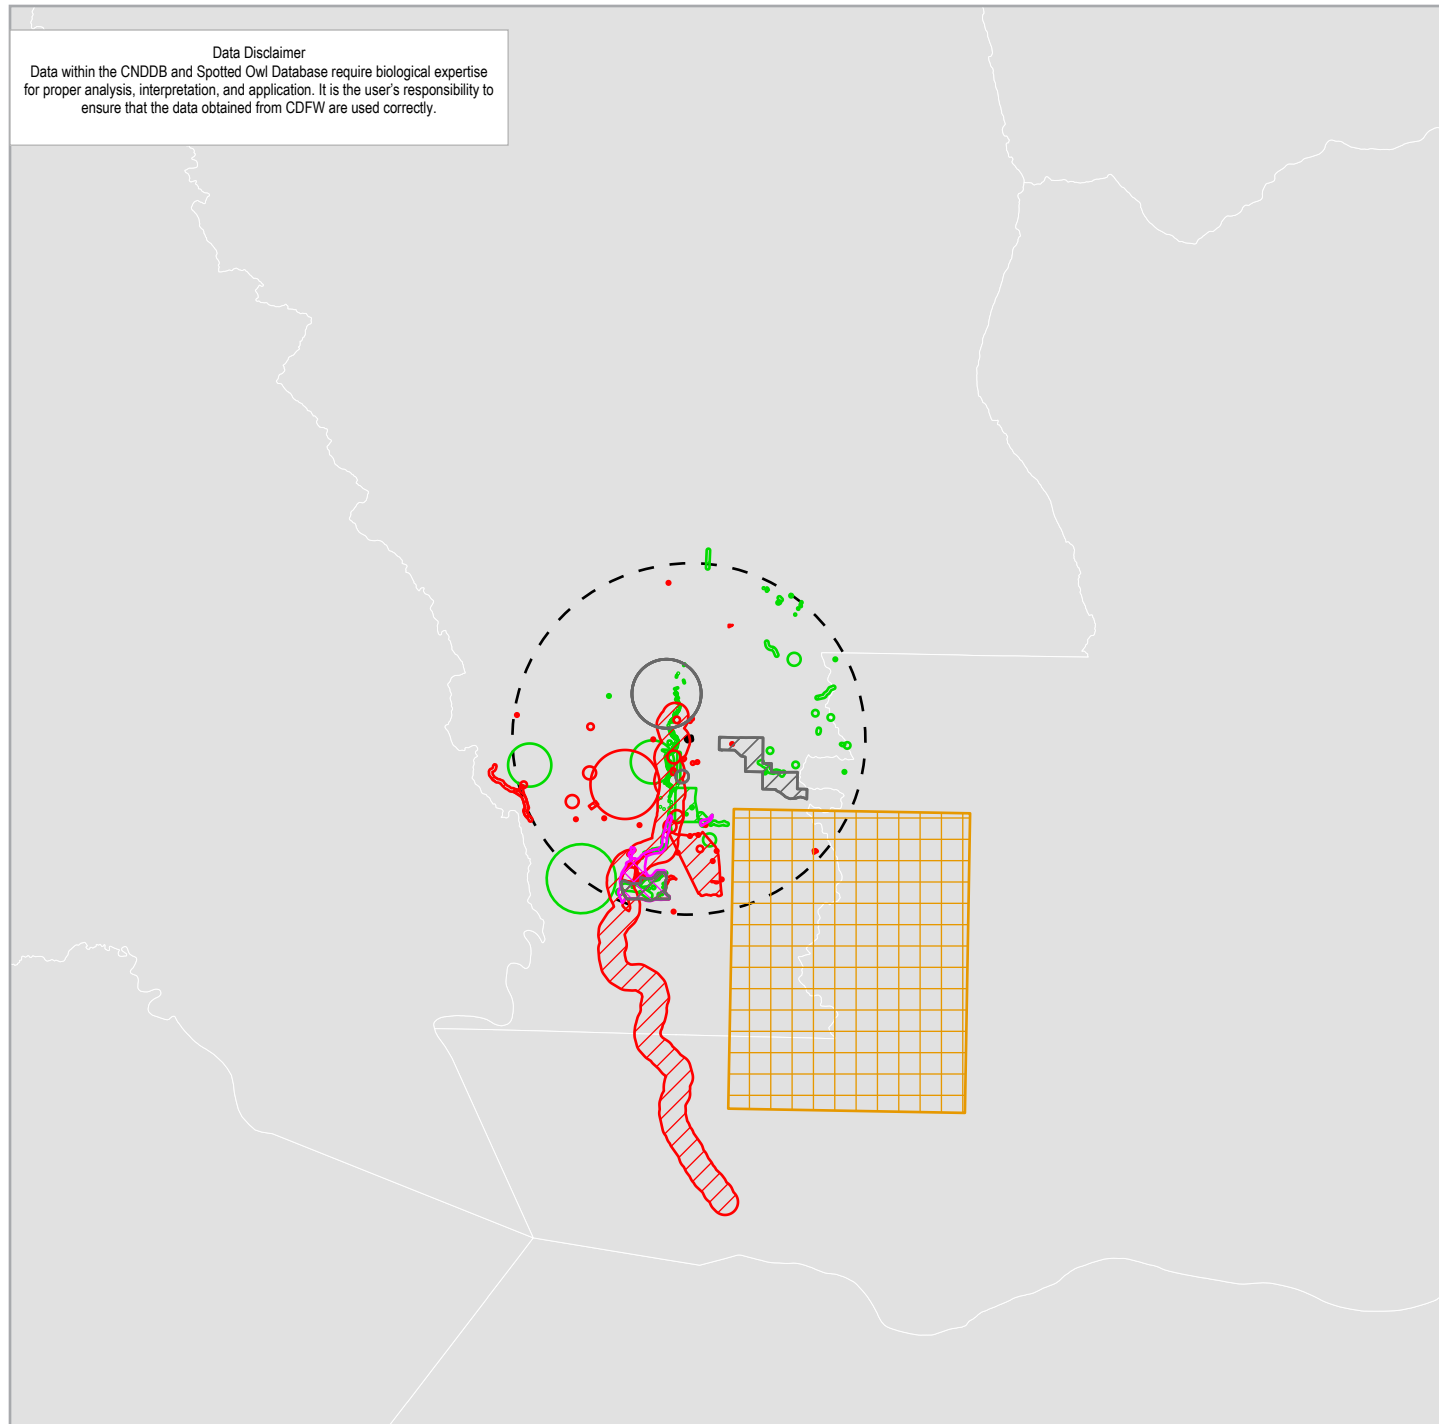 Data Disclaimer
Data within the CNDDB and Spotted Owl Database require biological expertise
for proper analysis, interpretation, and application. It is the user's responsibility to
ensure that the data obtained from CDFW are used correctly.